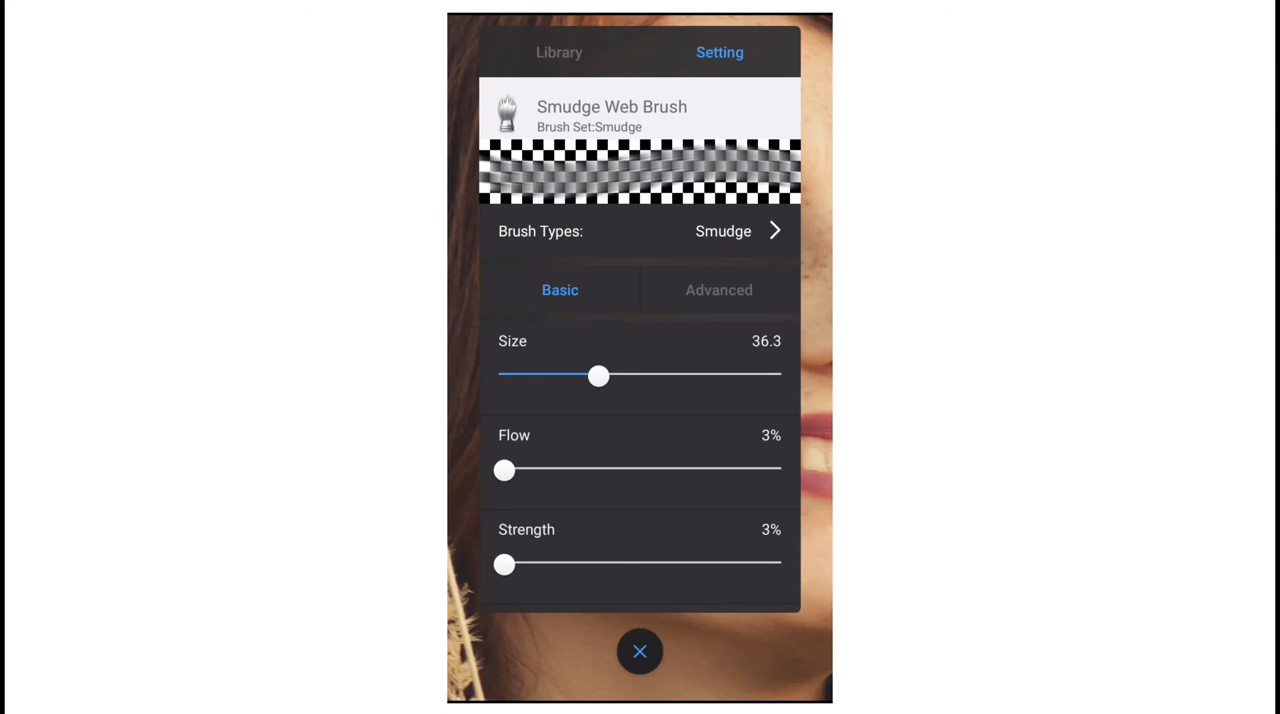 Library Setting
Smudge Web Brush
Brush Set:Smudge
Brush Types: Smudge
Basic Advanced
Size 36.3
Flow 3%
Strength 3%